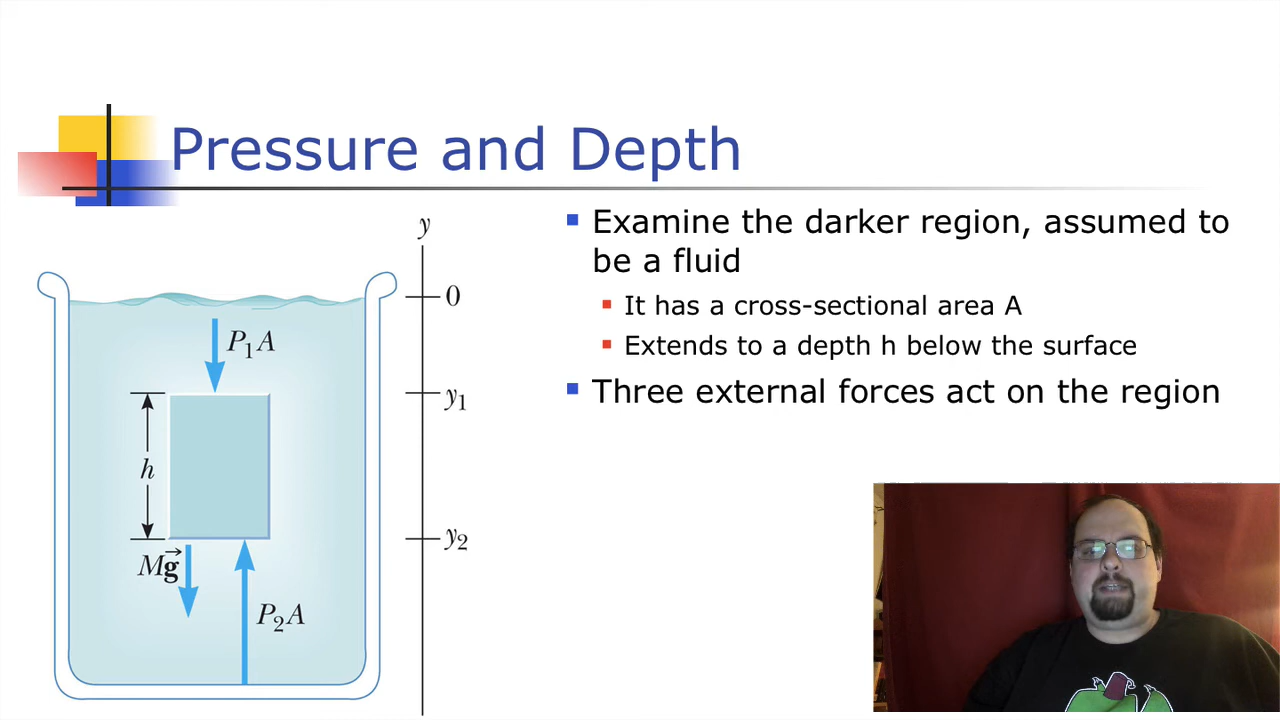 Pressure and Depth
Examine the darker region, assumed to
be a fluid
It has a cross-sectional area A
Extends to a depth h below the surface
Three external forces act on the region
y
0
P₁A
y₁
h
y₂
Mg⃗
P₂A